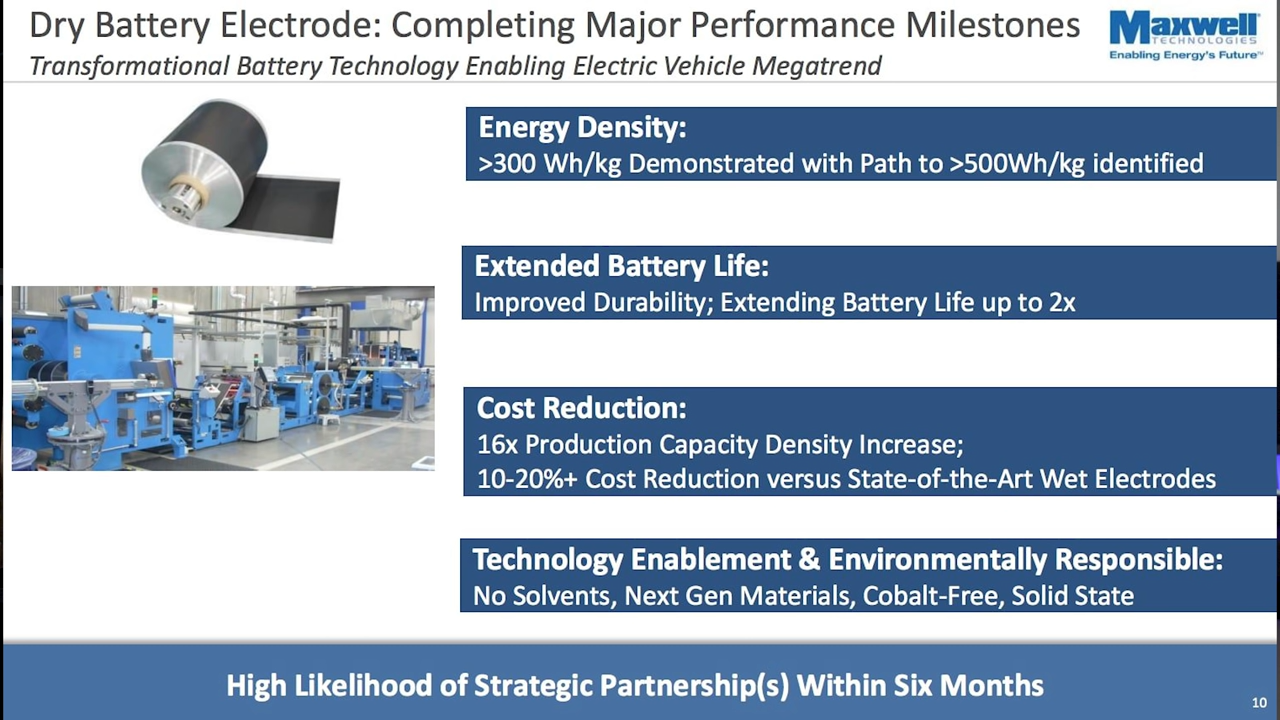 Dry Battery Electrode: Completing Major Performance Milestones
Transformational Battery Technology Enabling Electric Vehicle Megatrend
Maxwell
TECHNOLOGIES
Enabling Energy's Future™
Energy Density:
>300 Wh/kg Demonstrated with Path to >500Wh/kg identified
Extended Battery Life:
Improved Durability; Extending Battery Life up to 2x
Cost Reduction:
16x Production Capacity Density Increase;
10-20%+ Cost Reduction versus State-of-the-Art Wet Electrodes
Technology Enablement & Environmentally Responsible:
No Solvents, Next Gen Materials, Cobalt-Free, Solid State
High Likelihood of Strategic Partnership(s) Within Six Months
10